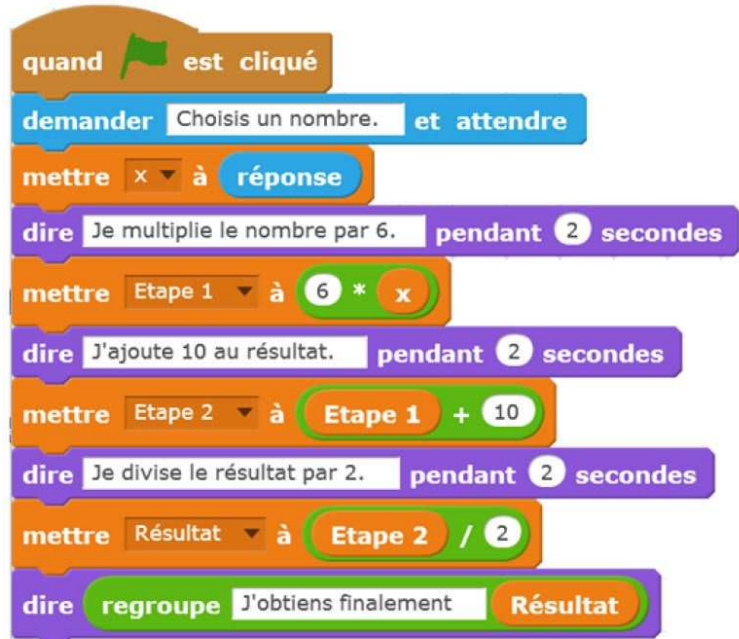 quand est cliqué
demander Choisis un nombre. et attendre
mettre x à réponse
dire Je multiplie le nombre par 6. pendant 2 secondes
mettre Etape 1 à 6 * x
dire J'ajoute 10 au résultat. pendant 2 secondes
mettre Etape 2 à Etape 1 + 10
dire Je divise le résultat par 2. pendant 2 secondes
mettre Résultat à Etape 2 / 2
dire regroupe J'obtiens finalement Résultat